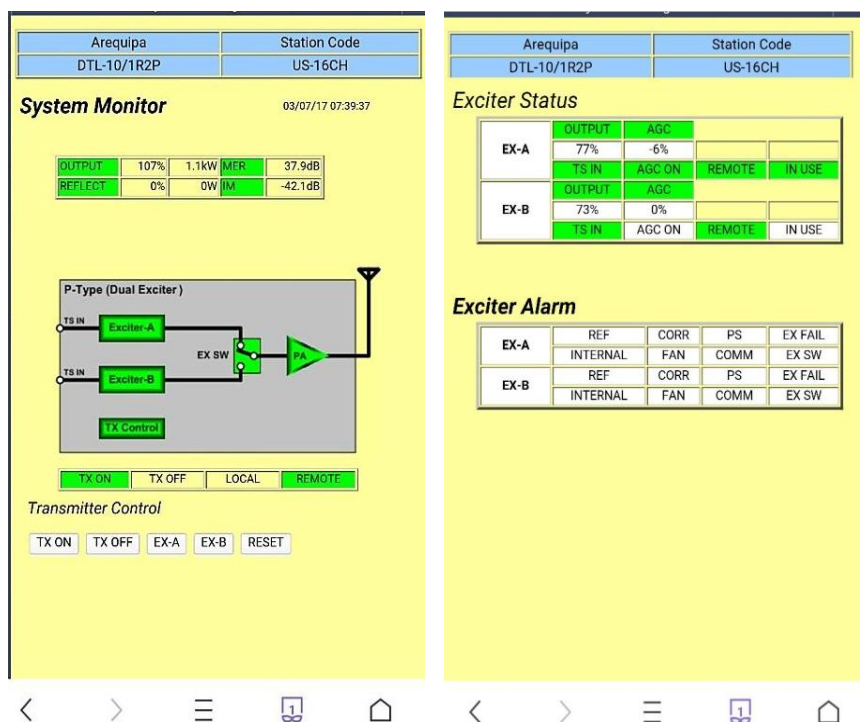 Arequipa Station Code
DTL-10/1R2P US-16CH
System Monitor 03/07/17 07:39:37
OUTPUT 107% 1.1kW MER 37.9dB
REFLECT 0% 0W IM -42.1dB
P-Type (Dual Exciter)
TS IN Exciter-A
EX SW PA
TS IN Exciter-B
TX Control
TX ON TX OFF LOCAL REMOTE
Transmitter Control
TX ON TX OFF EX-A EX-B RESET
1
Arequipa Station Code
DTL-10/1R2P US-16CH
Exciter Status
OUTPUT AGC
EX-A 77% -6%
TS IN AGC ON REMOTE IN USE
OUTPUT AGC
EX-B 73% 0%
TS IN AGC ON REMOTE IN USE
Exciter Alarm
EX-A REF CORR PS EX FAIL
INTERNAL FAN COMM EX SW
EX-B REF CORR PS EX FAIL
INTERNAL FAN COMM EX SW
1